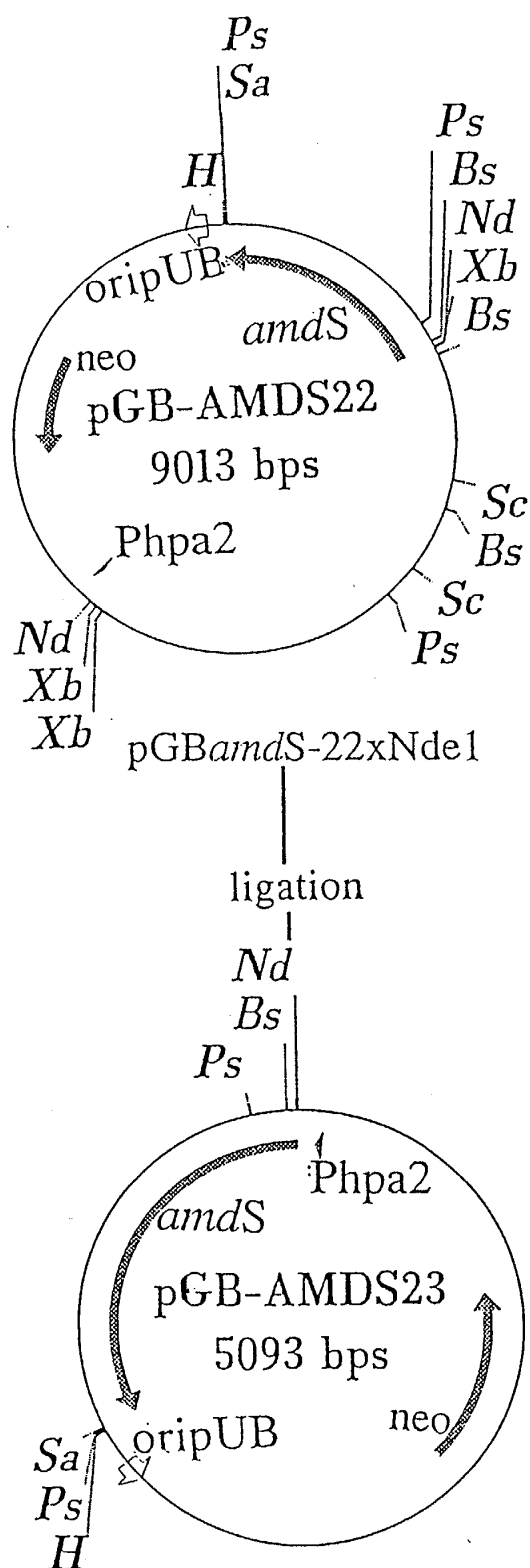 Ps
Sa
H
Ps
Bs
Nd
Xb
Bs
oripUB
amdS
neo
pGB-AMDS22
9013 bps
Phpa2
Sc
Bs
Sc
Ps
Nd
Xb
Xb
pGBamdS-22xNde1
ligation
Nd
Bs
Ps
Phpa2
amdS
pGB-AMDS23
5093 bps
neo
oripUB
Sa
Ps
H